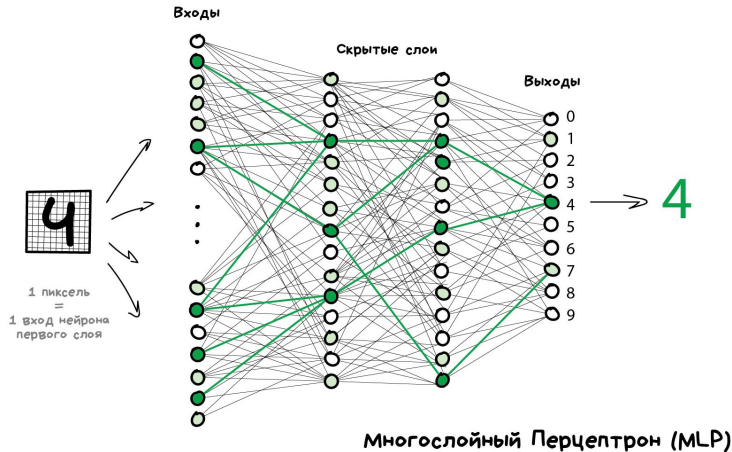 Входы
Скрытые слои
Выходы
0
1
2
3
4
5
6
7
8
9
4
4
1 пиксель
=
1 вход нейрона
первого слоя
Многослойный Перцептрон (MLP)